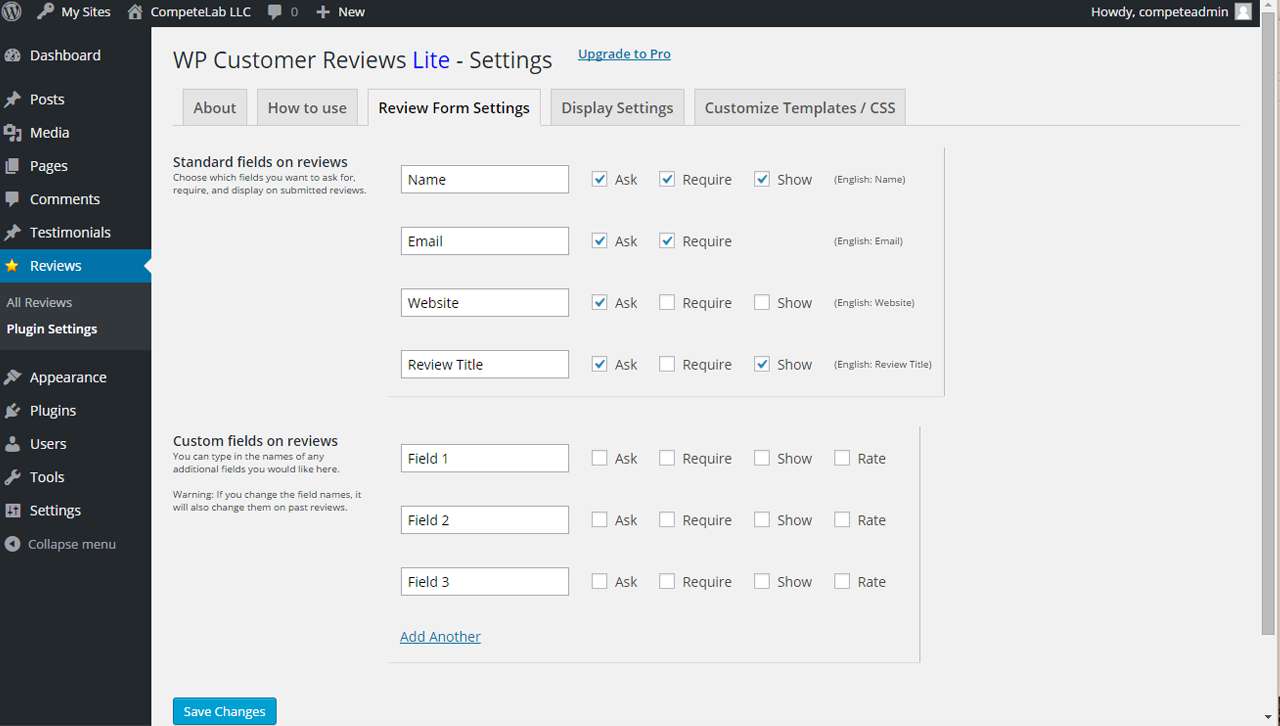 My Sites CompeteLab LLC 0 New Howdy, competeadmin
Dashboard
Posts
Media
Pages
Comments
Testimonials
Reviews
All Reviews
Plugin Settings
Appearance
Plugins
Users
Tools
Settings
Collapse menu
WP Customer Reviews Lite - Settings Upgrade to Pro
About How to use Review Form Settings Display Settings Customize Templates / CSS
Standard fields on reviews
Choose which fields you want to ask for,
require, and display on submitted reviews.
Name Ask Require Show (English: Name)
Email Ask Require (English: Email)
Website Ask Require Show (English: Website)
Review Title Ask Require Show (English: Review Title)
Custom fields on reviews
You can type in the names of any
additional fields you would like here.
Warning: If you change the field names, it
will also change them on past reviews.
Field 1 Ask Require Show Rate
Field 2 Ask Require Show Rate
Field 3 Ask Require Show Rate
Add Another
Save Changes